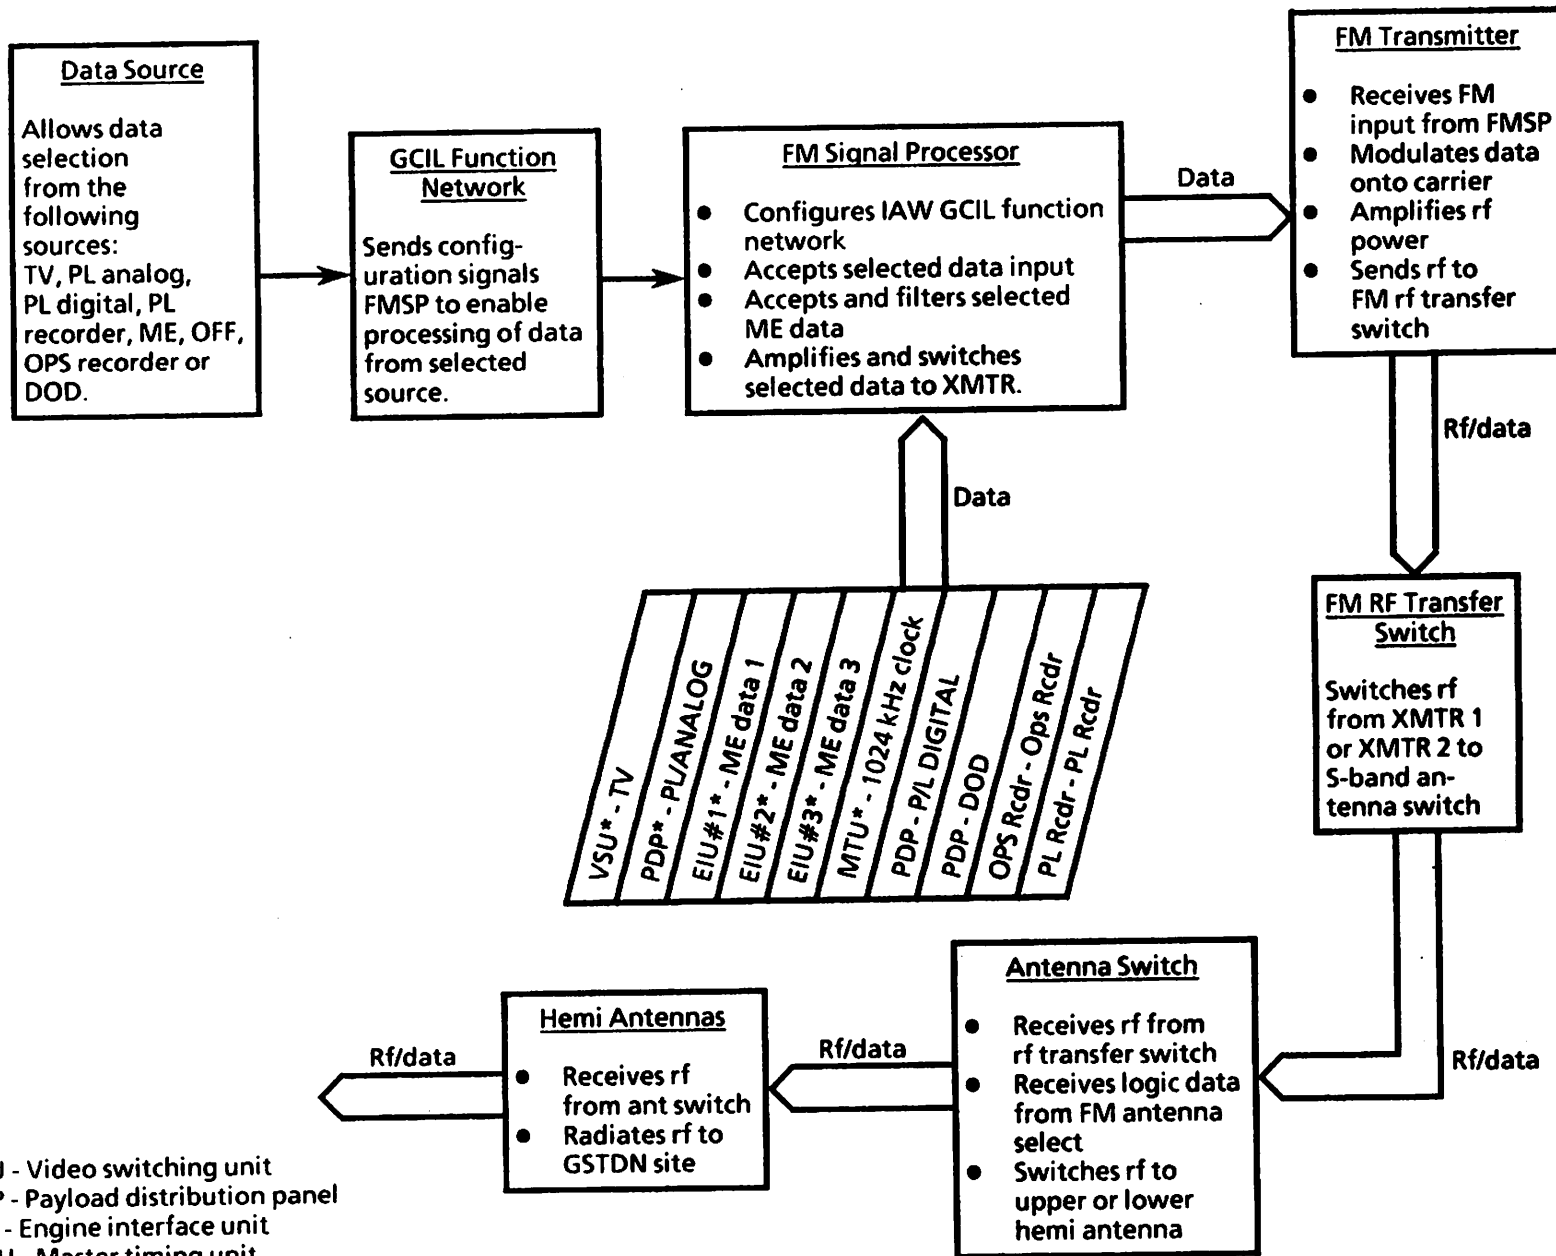 Data Source
Allows data
selection
from the
following
sources:
TV, PL analog,
PL digital, PL
recorder, ME, OFF,
OPS recorder or
DOD.
GCIL Function
Network
Sends config-
uration signals
FMSP to enable
processing of data
from selected
source.
FM Signal Processor
● Configures IAW GCIL function
network
● Accepts selected data input
● Accepts and filters selected
ME data
● Amplifies and switches
selected data to XMTR.
Data
FM Transmitter
● Receives FM
input from FMSP
● Modulates data
onto carrier
● Amplifies rf
power
● Sends rf to
FM rf transfer
switch
Rf/data
Data
VSU* - TV
PDP* - PL/ANALOG
EIU#1* - ME data 1
EIU#2* - ME data 2
EIU#3* - ME data 3
MTU* - 1024 kHz clock
PDP - P/L DIGITAL
PDP - DOD
OPS Rcdr - Ops Rcdr
PL Rcdr - PL Rcdr
FM RF Transfer
Switch
Switches rf
from XMTR 1
or XMTR 2 to
S-band an-
tenna switch
Rf/data
Antenna Switch
● Receives rf from
rf transfer switch
● Receives logic data
from FM antenna
select
● Switches rf to
upper or lower
hemi antenna
Rf/data
Hemi Antennas
● Receives rf
from ant switch
● Radiates rf to
GSTDN site
Rf/data
- Video switching unit
- Payload distribution panel
- Engine interface unit
- Master timing unit